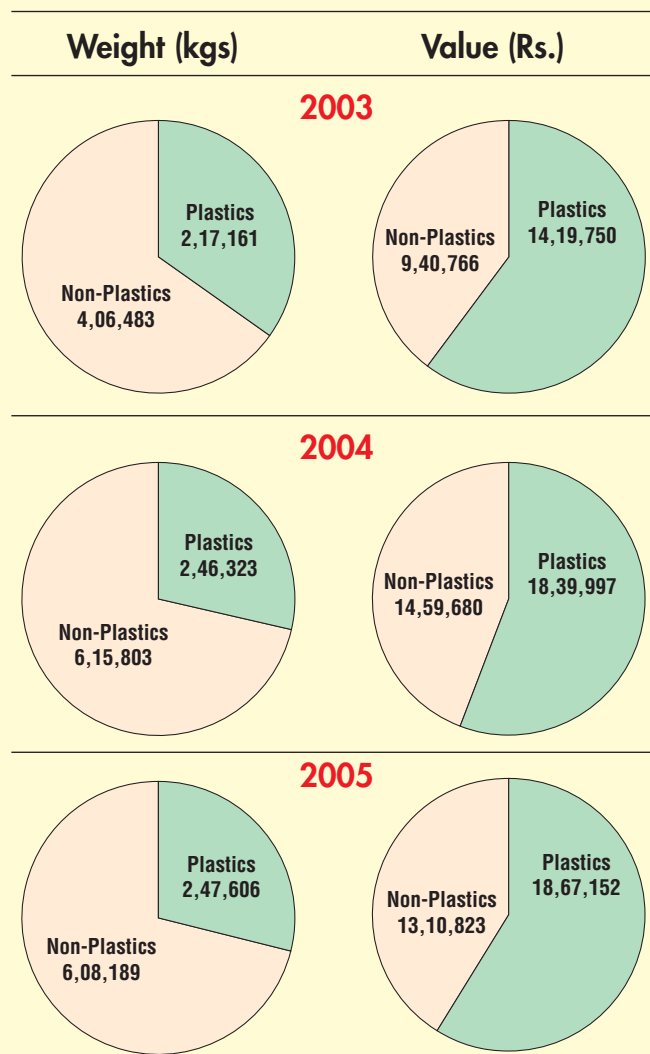 Weight (kgs)
Value (Rs.)
2003
Plastics
2,17,161
Non-Plastics
4,06,483
Plastics
14,19,750
Non-Plastics
9,40,766
2004
Plastics
2,46,323
Non-Plastics
6,15,803
Plastics
18,39,997
Non-Plastics
14,59,680
2005
Plastics
2,47,606
Non-Plastics
6,08,189
Plastics
18,67,152
Non-Plastics
13,10,823